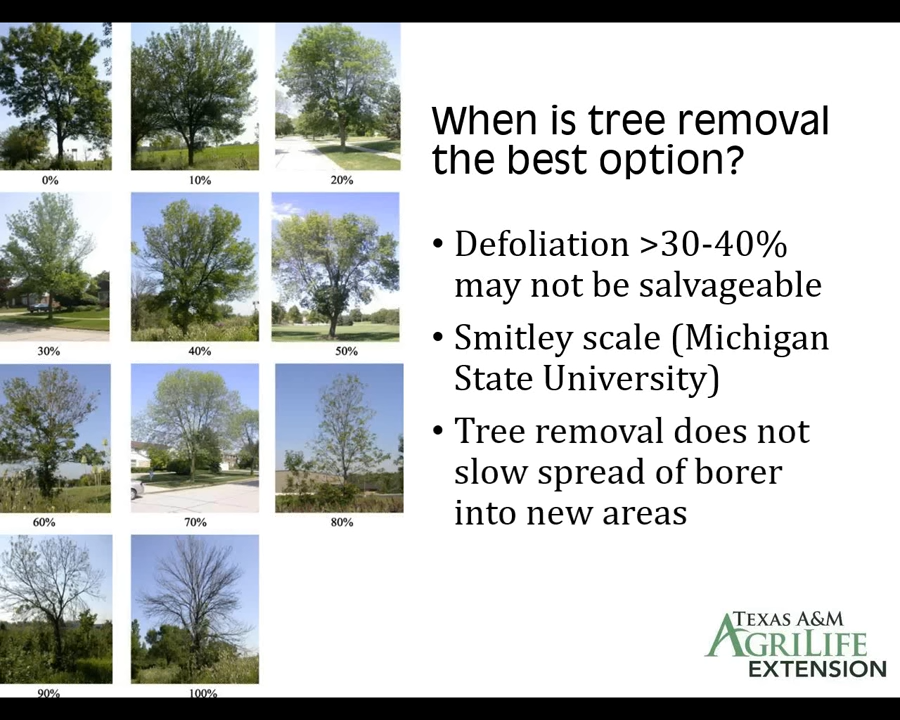 0%
10%
20%
30%
40%
50%
60%
70%
80%
90%
100%
When is tree removal
the best option?
• Defoliation >30-40%
may not be salvageable
• Smitley scale (Michigan
State University)
• Tree removal does not
slow spread of borer
into new areas
TEXAS A&M
AGRILIFE
EXTENSION